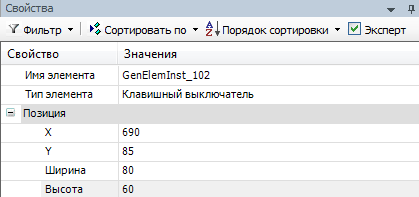 Свойства
Фильтр Сортировать по Порядок сортировки Эксперт
Свойство Значения
Имя элемента GenElemInst_102
Тип элемента Клавишный выключатель
Позиция
X 690
Y 85
Ширина 80
Высота 60